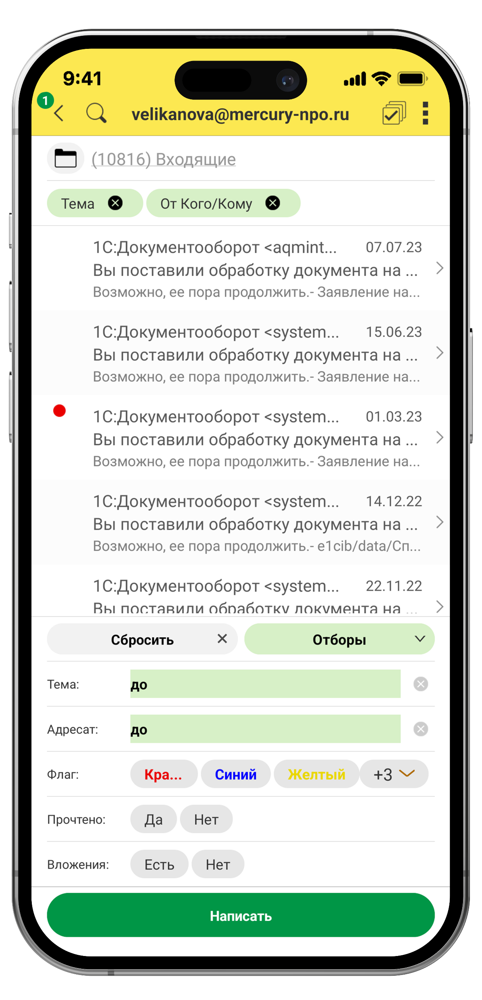 9:41
1
velikanova@mercury-npo.ru
(10816) Входящие
Тема От Кого/Кому
1С:Документооборот <aqmint... 07.07.23
Вы поставили обработку документа на ...
Возможно, ее пора продолжить.- Заявление на...
1С:Документооборот <system... 15.06.23
Вы поставили обработку документа на ...
Возможно, ее пора продолжить.- Заявление на...
1С:Документооборот <system... 01.03.23
Вы поставили обработку документа на ...
Возможно, ее пора продолжить.- Заявление на...
1С:Документооборот <system... 14.12.22
Вы поставили обработку документа на ...
Возможно, ее пора продолжить.- e1cib/data/Сп...
1С:Документооборот <system... 22.11.22
Вы поставили обработку документа на ...
Сбросить Отборы
Тема: до
Адресат: до
Флаг: Кра... Синий Желтый +3
Прочтено: Да Нет
Вложения: Есть Нет
Написать